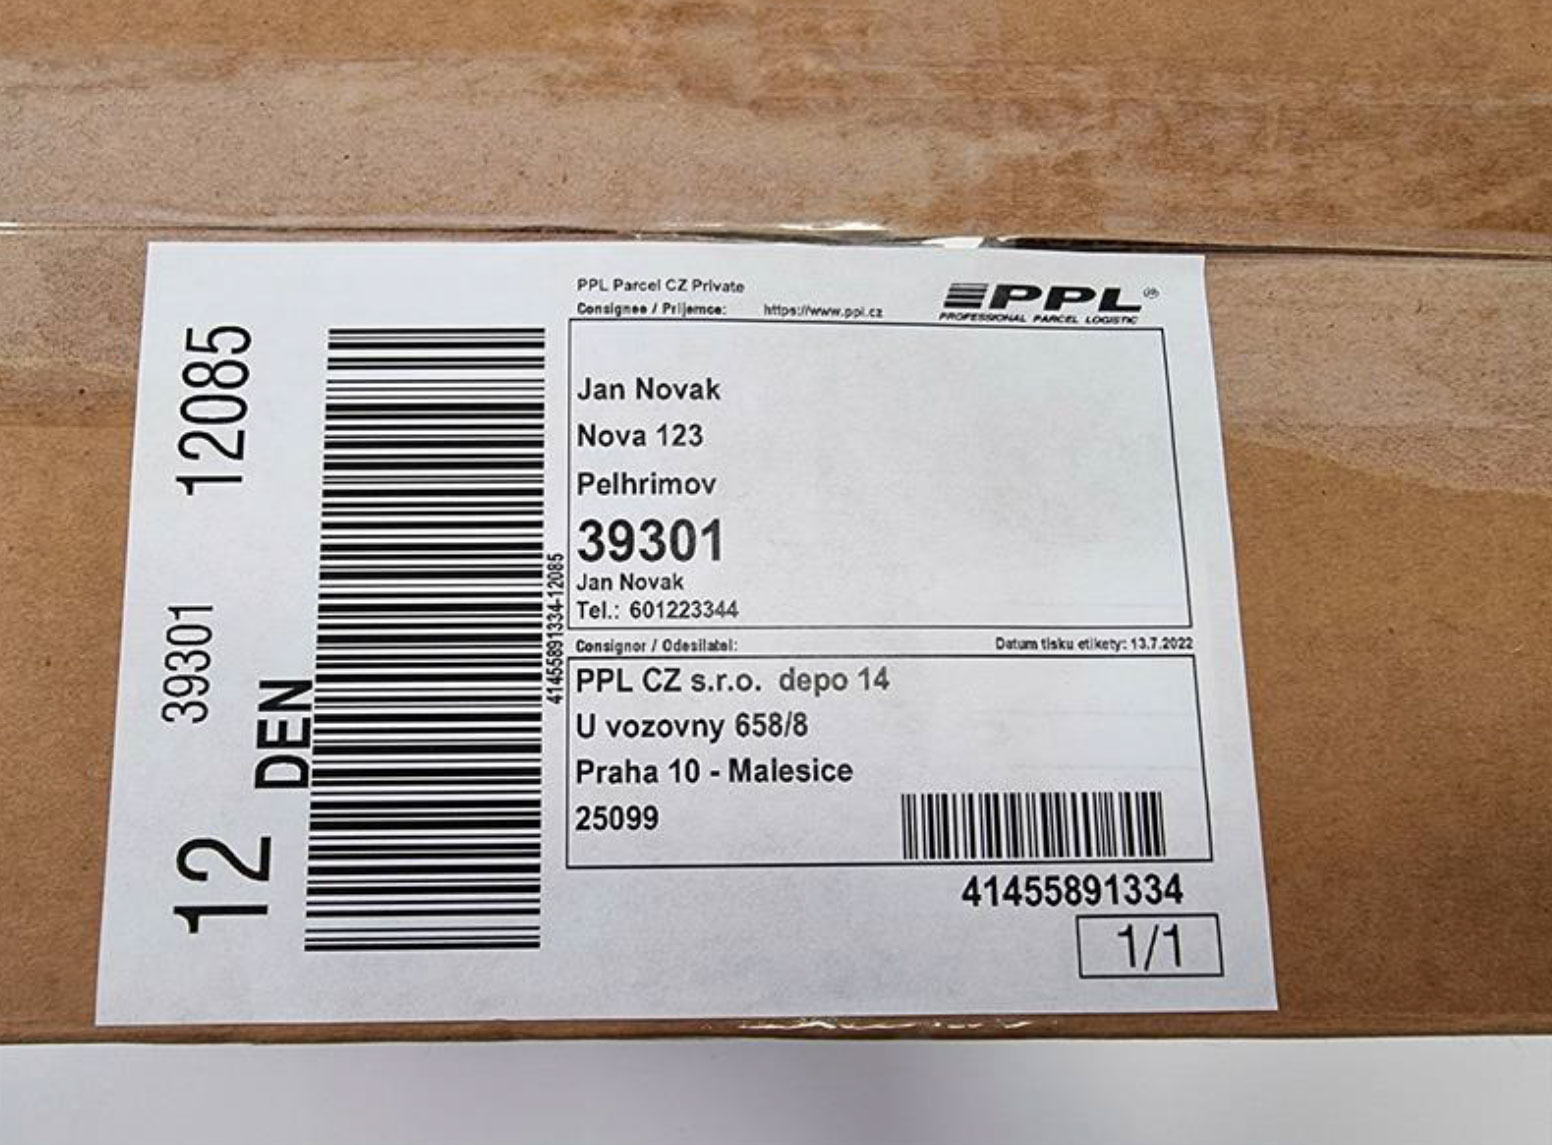 PPL Parcel CZ Private
Consignee / Prijemce: https://www.ppl.cz
PPL
PROFESSIONAL PARCEL LOGISTIC
Jan Novak
Nova 123
Pelhrimov
39301
Jan Novak
Tel.: 601223344
Consignor / Odesilatel: Datum tisku etikety: 13.7.2022
PPL CZ s.r.o. depo 14
U vozovny 658/8
Praha 10 - Malesice
25099
41455891334
1/1
12 39301 12085
DEN
41455891334-12085